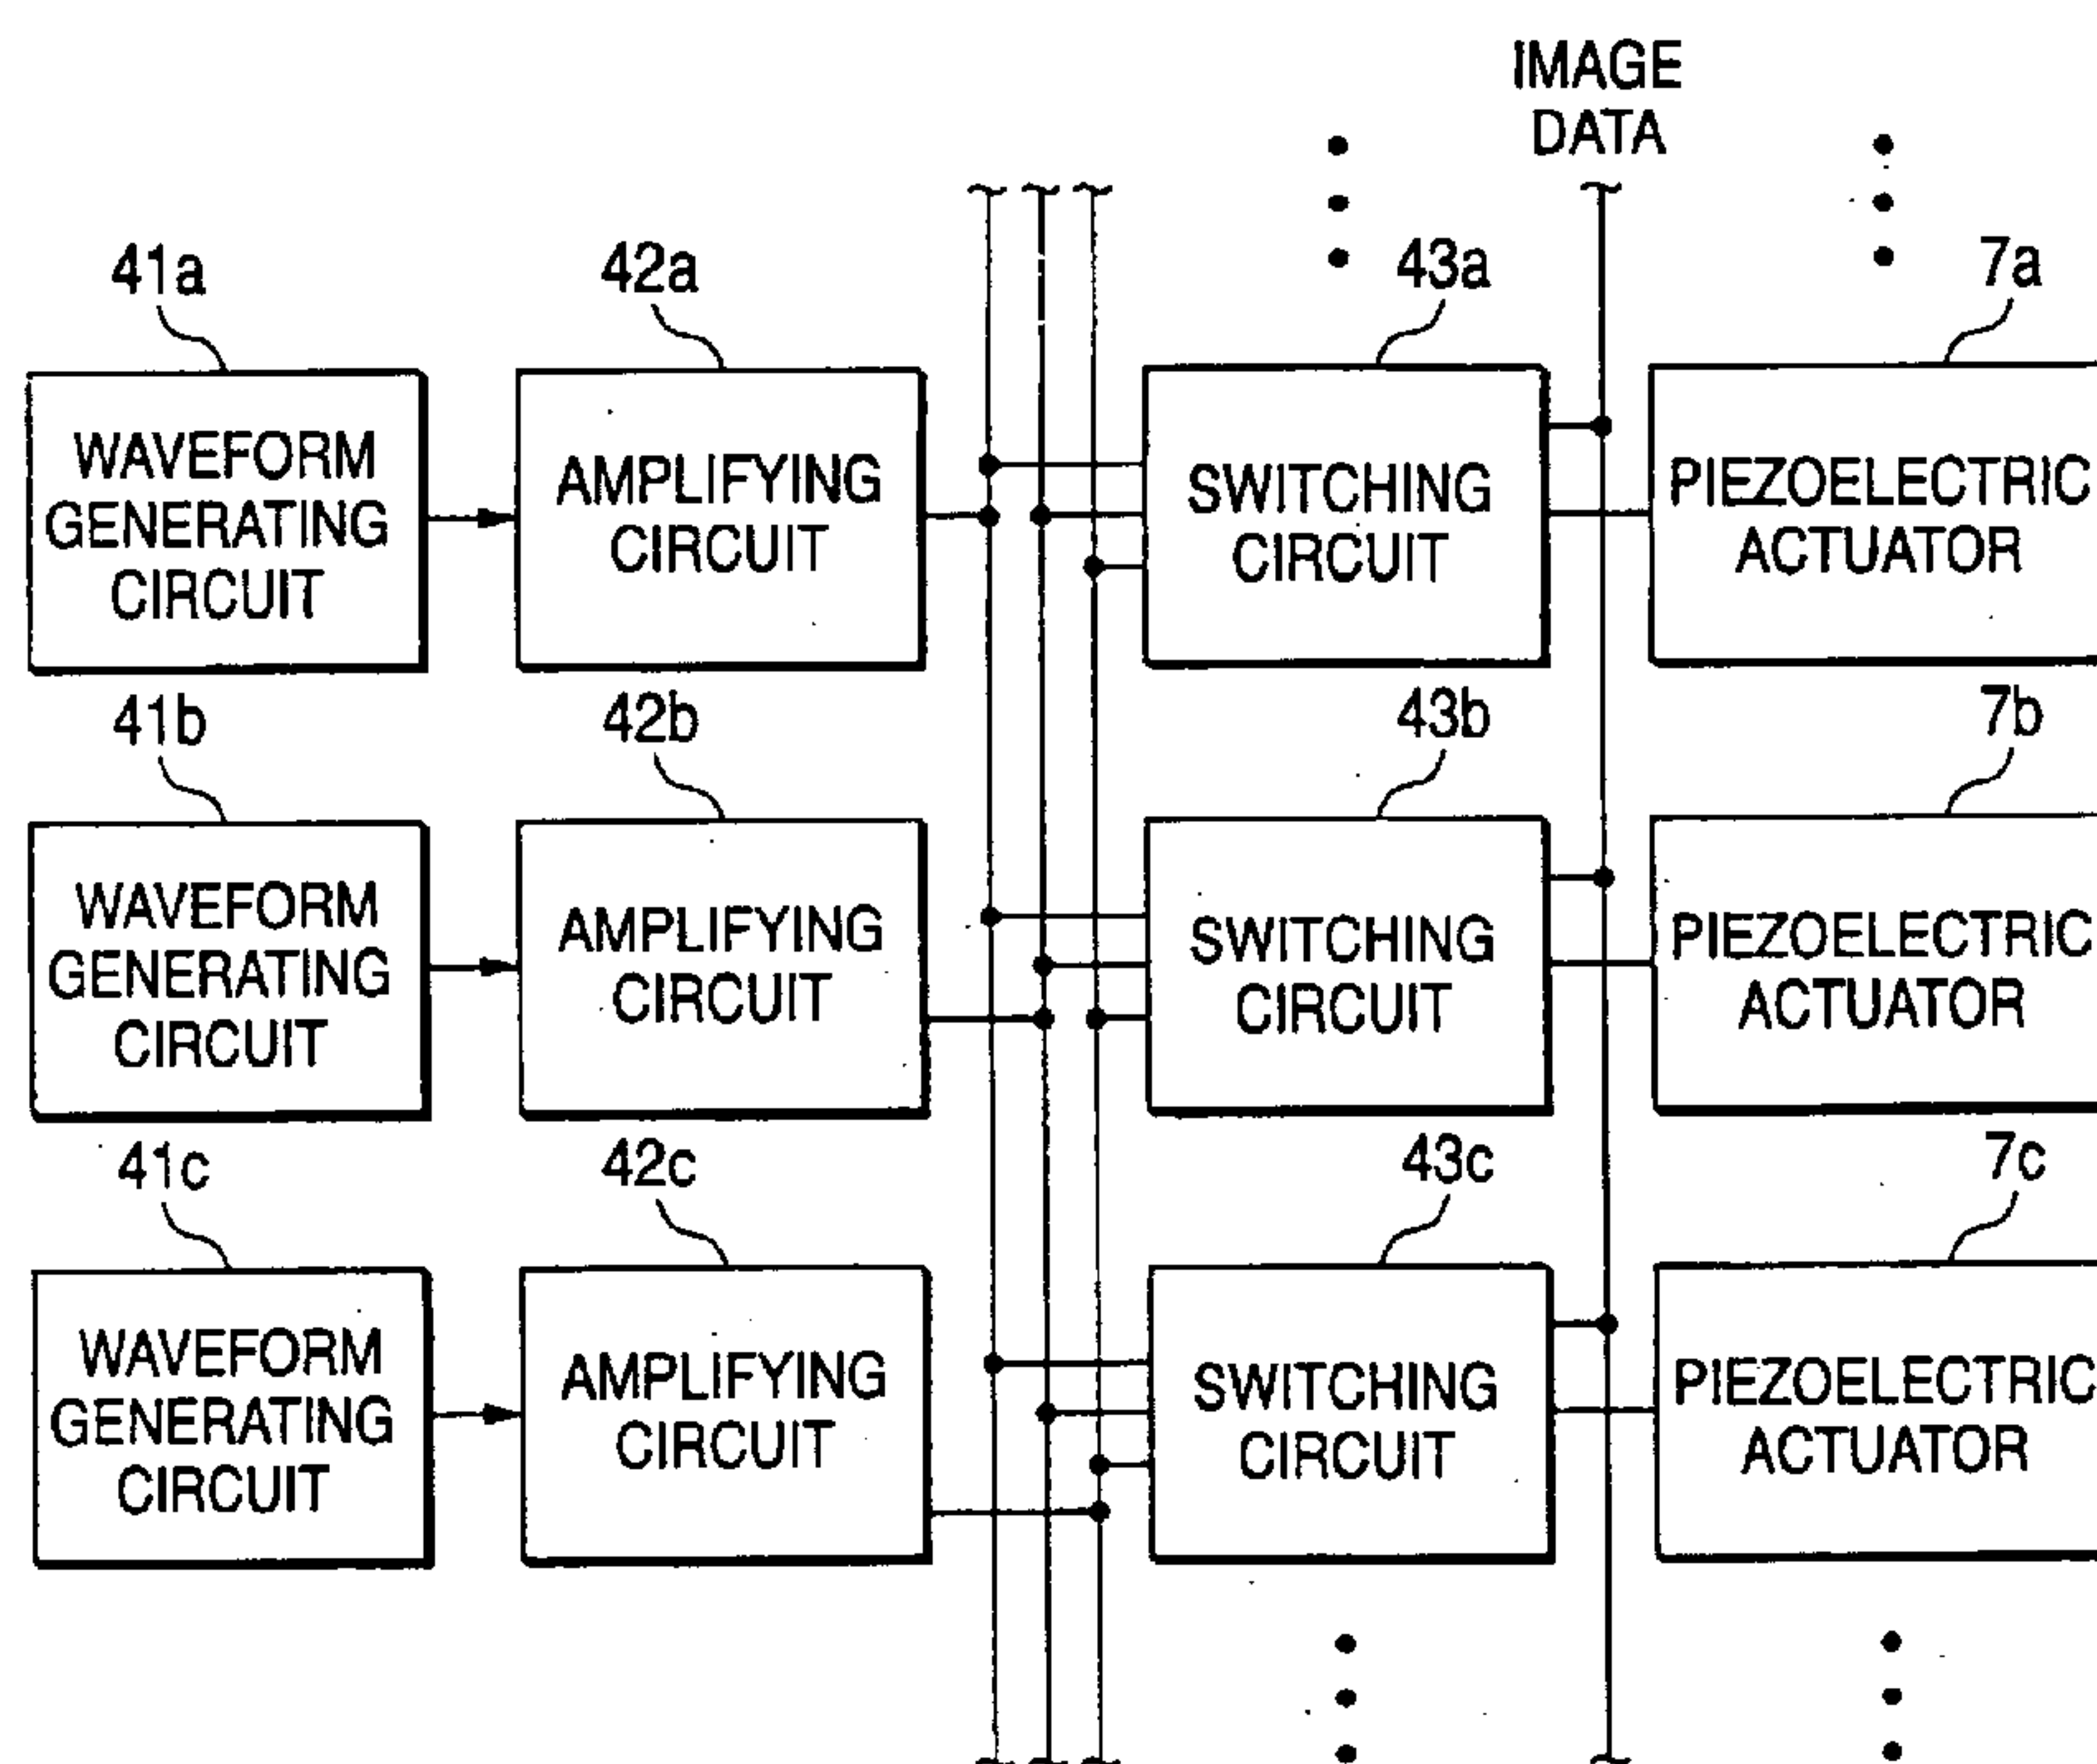 IMAGE
DATA
41a
42a
43a
7a
WAVEFORM
GENERATING
CIRCUIT
AMPLIFYING
CIRCUIT
SWITCHING
CIRCUIT
PIEZOELECTRIC
ACTUATOR
41b
42b
43b
7b
WAVEFORM
GENERATING
CIRCUIT
AMPLIFYING
CIRCUIT
SWITCHING
CIRCUIT
PIEZOELECTRIC
ACTUATOR
41c
42c
43c
7c
WAVEFORM
GENERATING
CIRCUIT
AMPLIFYING
CIRCUIT
SWITCHING
CIRCUIT
PIEZOELECTRIC
ACTUATOR